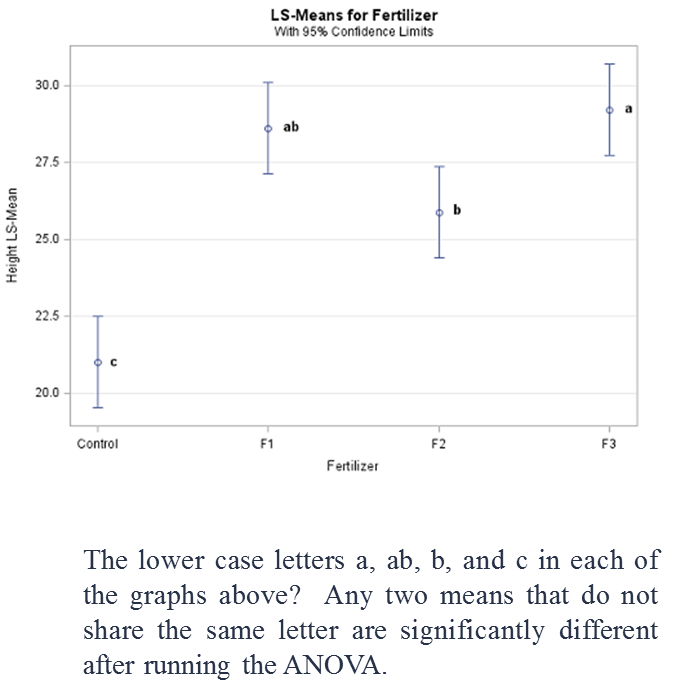 LS-Means for Fertilizer
With 95% Confidence Limits
30.0
ab
a
27.5
b
25.0
Height LS-Mean
22.5
c
20.0
Control F1 F2 F3
Fertilizer
The lower case letters a, ab, b, and c in each of
the graphs above? Any two means that do not
share the same letter are significantly different
after running the ANOVA.